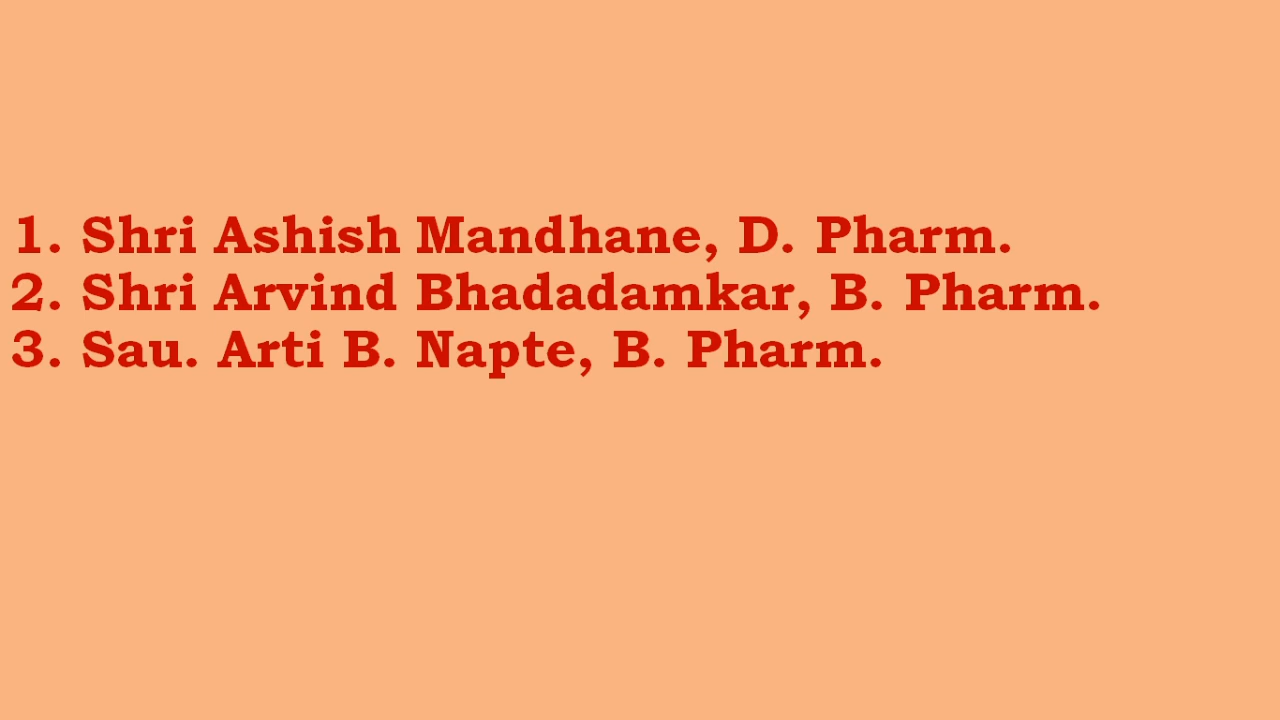 1. Shri Ashish Mandhane, D. Pharm.
2. Shri Arvind Bhadadamkar, B. Pharm.
3. Sau. Arti B. Napte, B. Pharm.